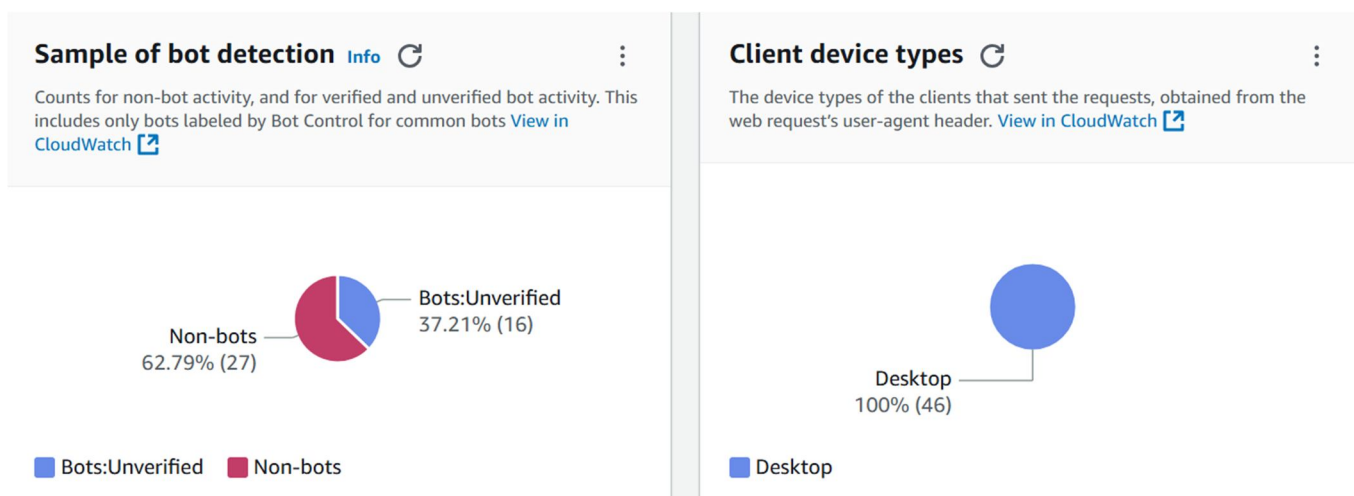 Sample of bot detection Info
Counts for non-bot activity, and for verified and unverified bot activity. This
includes only bots labeled by Bot Control for common bots View in
CloudWatch
Bots:Unverified
37.21% (16)
Non-bots
62.79% (27)
Bots:Unverified Non-bots
Client device types
The device types of the clients that sent the requests, obtained from the
web request's user-agent header. View in CloudWatch
Desktop
100% (46)
Desktop